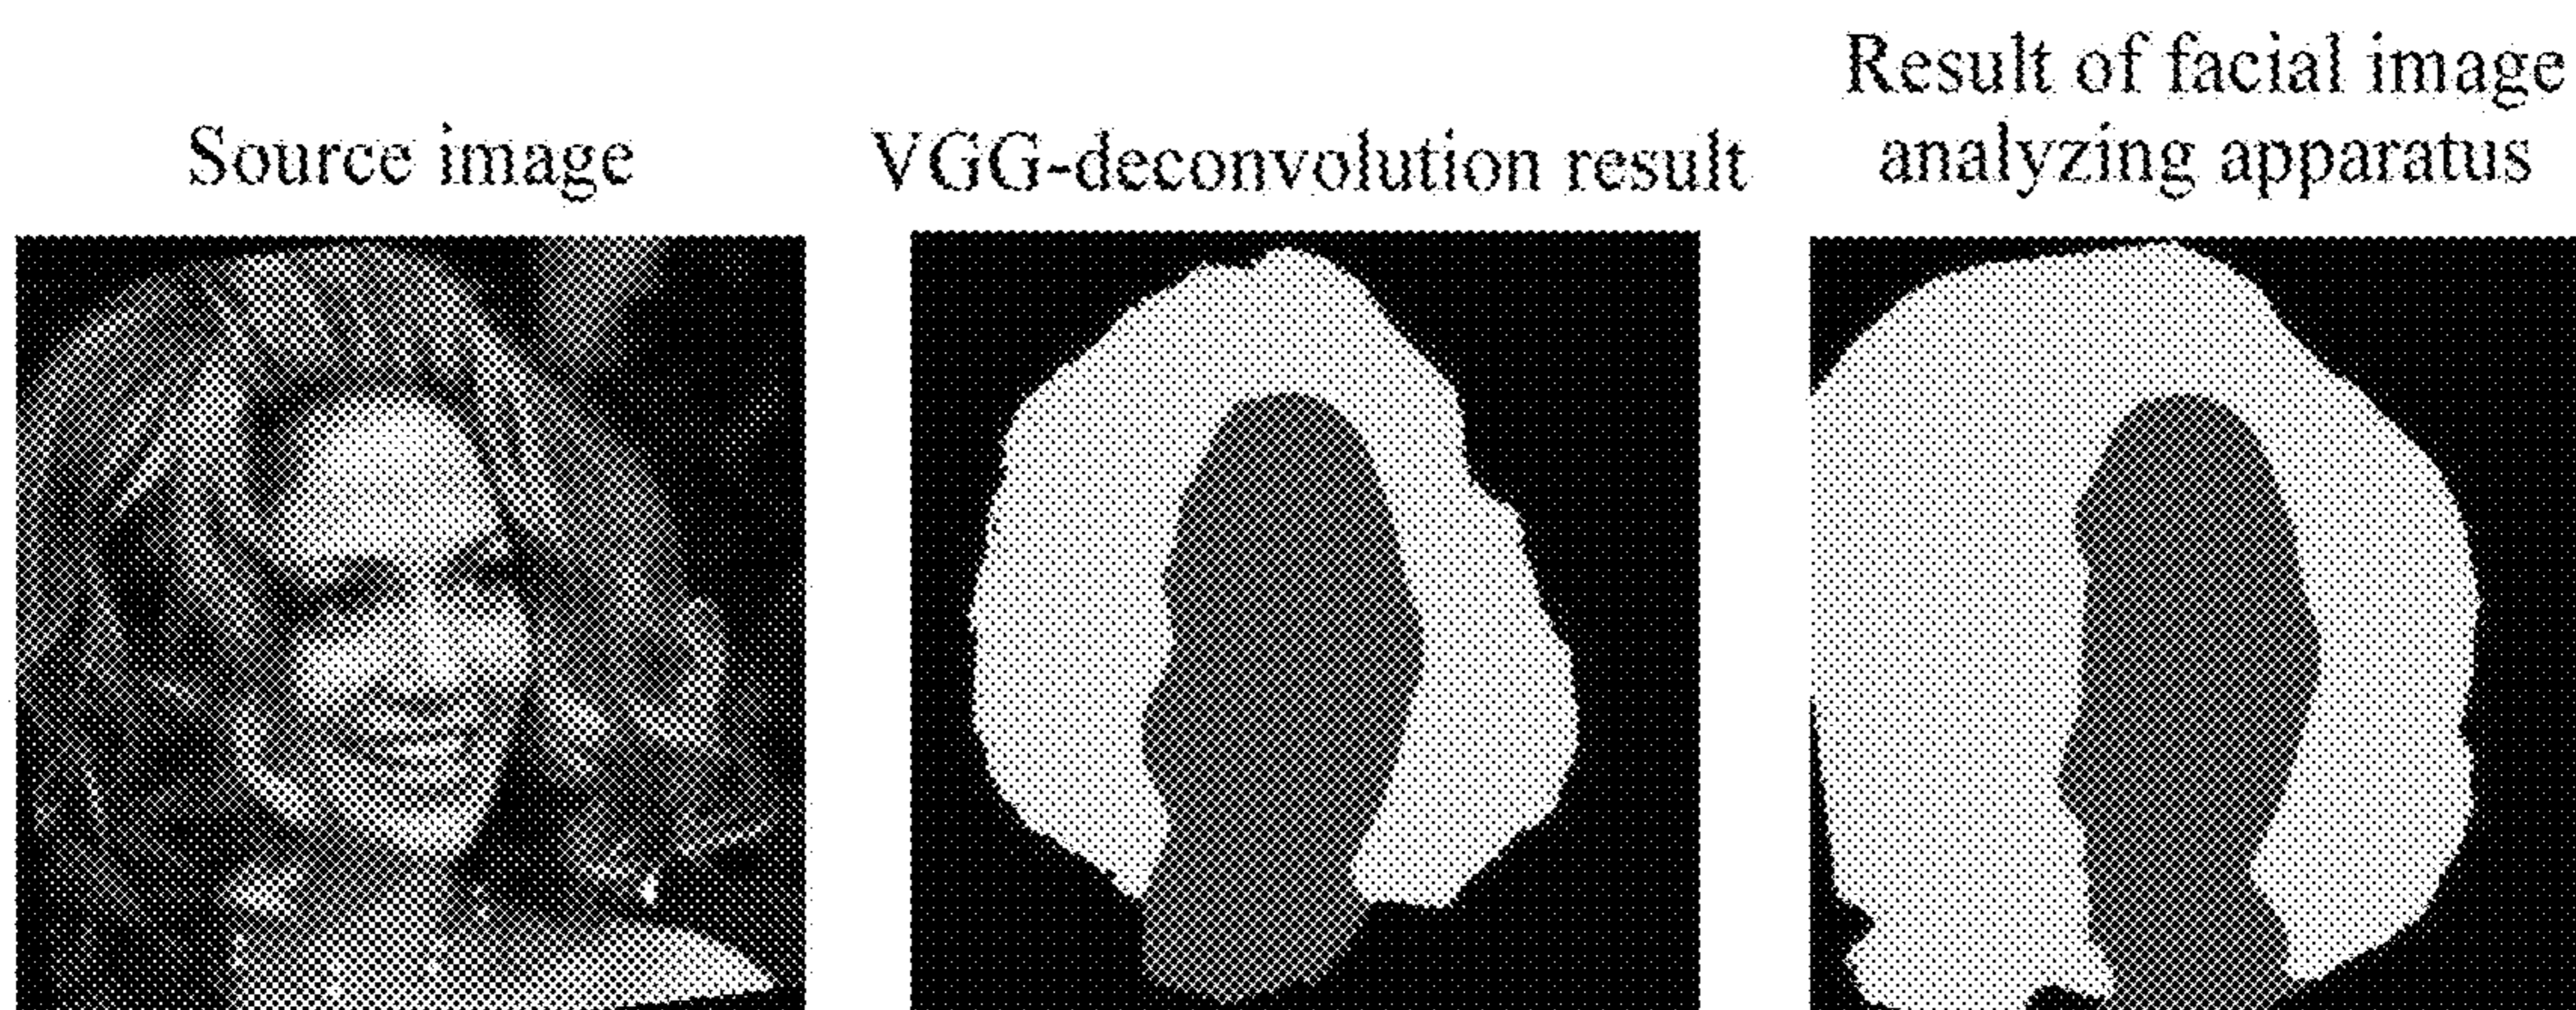 Source image
VGG-deconvolution result
Result of facial image
analyzing apparatus